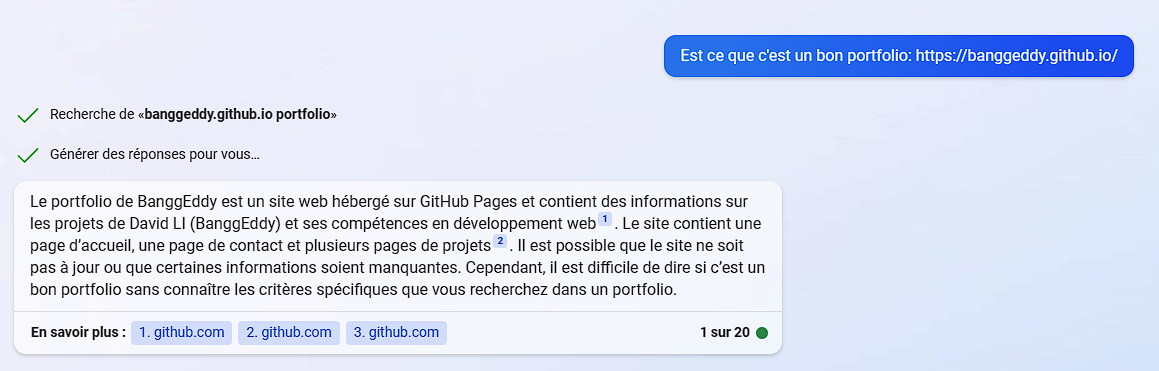 Est ce que c'est un bon portfolio: https://banggeddy.github.io/
Recherche de «banggeddy.github.io portfolio»
Générer des réponses pour vous…
Le portfolio de BanggEddy est un site web hébergé sur GitHub Pages et contient des informations sur
les projets de David LI (BanggEddy) et ses compétences en développement web 1 . Le site contient une
page d’accueil, une page de contact et plusieurs pages de projets 2 . Il est possible que le site ne soit
pas à jour ou que certaines informations soient manquantes. Cependant, il est difficile de dire si c’est un
bon portfolio sans connaître les critères spécifiques que vous recherchez dans un portfolio.
En savoir plus : 1. github.com 2. github.com 3. github.com 1 sur 20